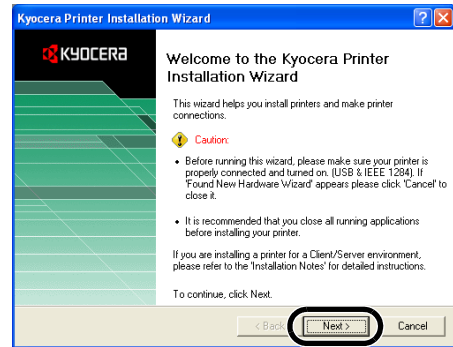 Kyocera Printer Installation Wizard
KYOCERA
Welcome to the Kyocera Printer
Installation Wizard
This wizard helps you install printers and make printer
connections.
Caution:
• Before running this wizard, please make sure your printer is
properly connected and turned on. (USB & IEEE 1284). If
'Found New Hardware Wizard' appears please click 'Cancel' to
close it.
• It is recommended that you close all running applications
before installing your printer.
If you are installing a printer for a Client/Server environment,
please refer to the 'Installation Notes' for detailed instructions.
To continue, click Next.
< Back Next > Cancel